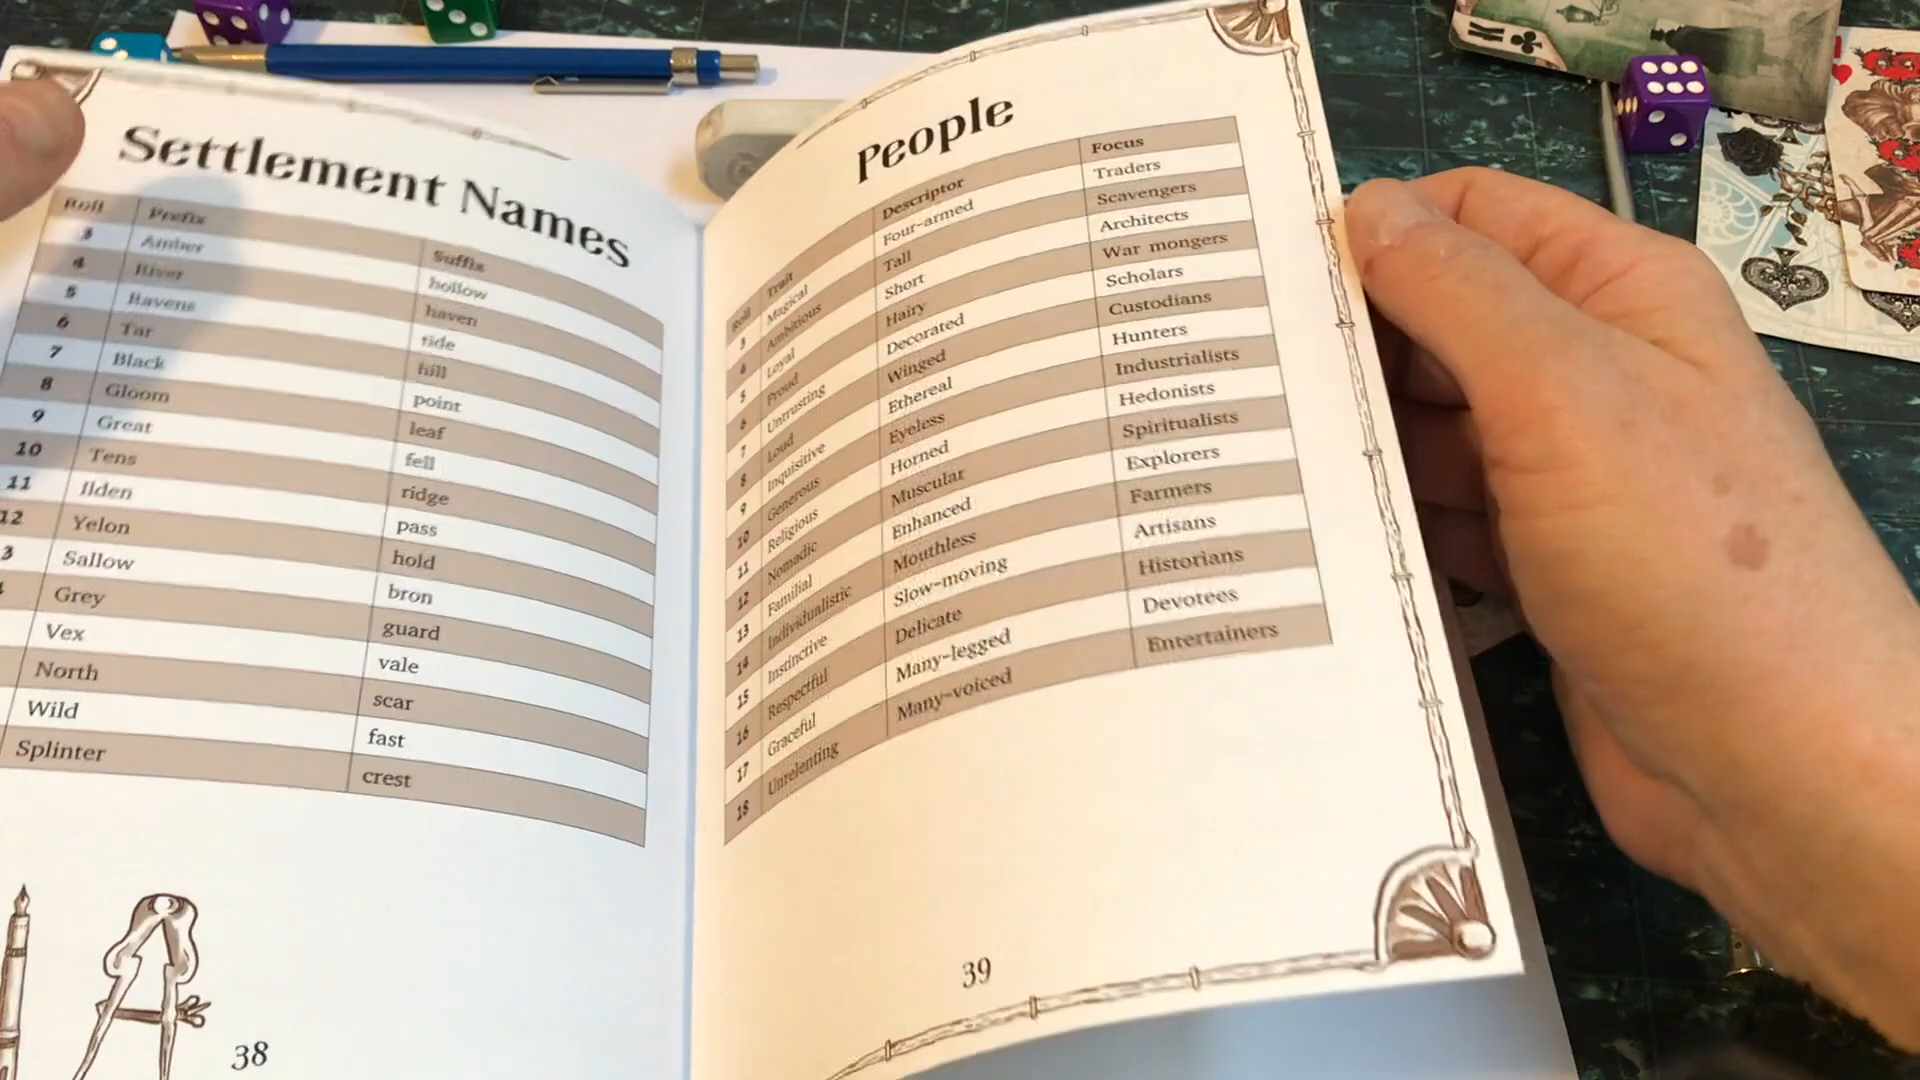 Settlement Names
Roll Prefix Suffix
3 Amber hollow
4 River haven
5 Ravens tide
6 Tar hill
7 Black point
8 Gloom leaf
9 Great fell
10 Tens ridge
11 Ilden pass
12 Yelon hold
3 Sallow bron
Grey guard
Vex vale
North scar
Wild fast
Splinter crest
38
People
Roll Trait Descriptor Focus
3 Magical Four-armed Traders
4 Ambitious Tall Scavengers
5 Loyal Short Architects
6 Proud Hairy War mongers
7 Untrusting Decorated Scholars
8 Loud Winged Custodians
9 Inquisitive Ethereal Hunters
10 Generous Eyeless Industrialists
11 Religious Horned Hedonists
12 Nomadic Muscular Spiritualists
13 Familial Enhanced Explorers
14 Individualistic Mouthless Farmers
15 Instinctive Slow-moving Artisans
16 Respectful Delicate Historians
17 Graceful Many-legged Devotees
18 Unrelenting Many-voiced Entertainers
39